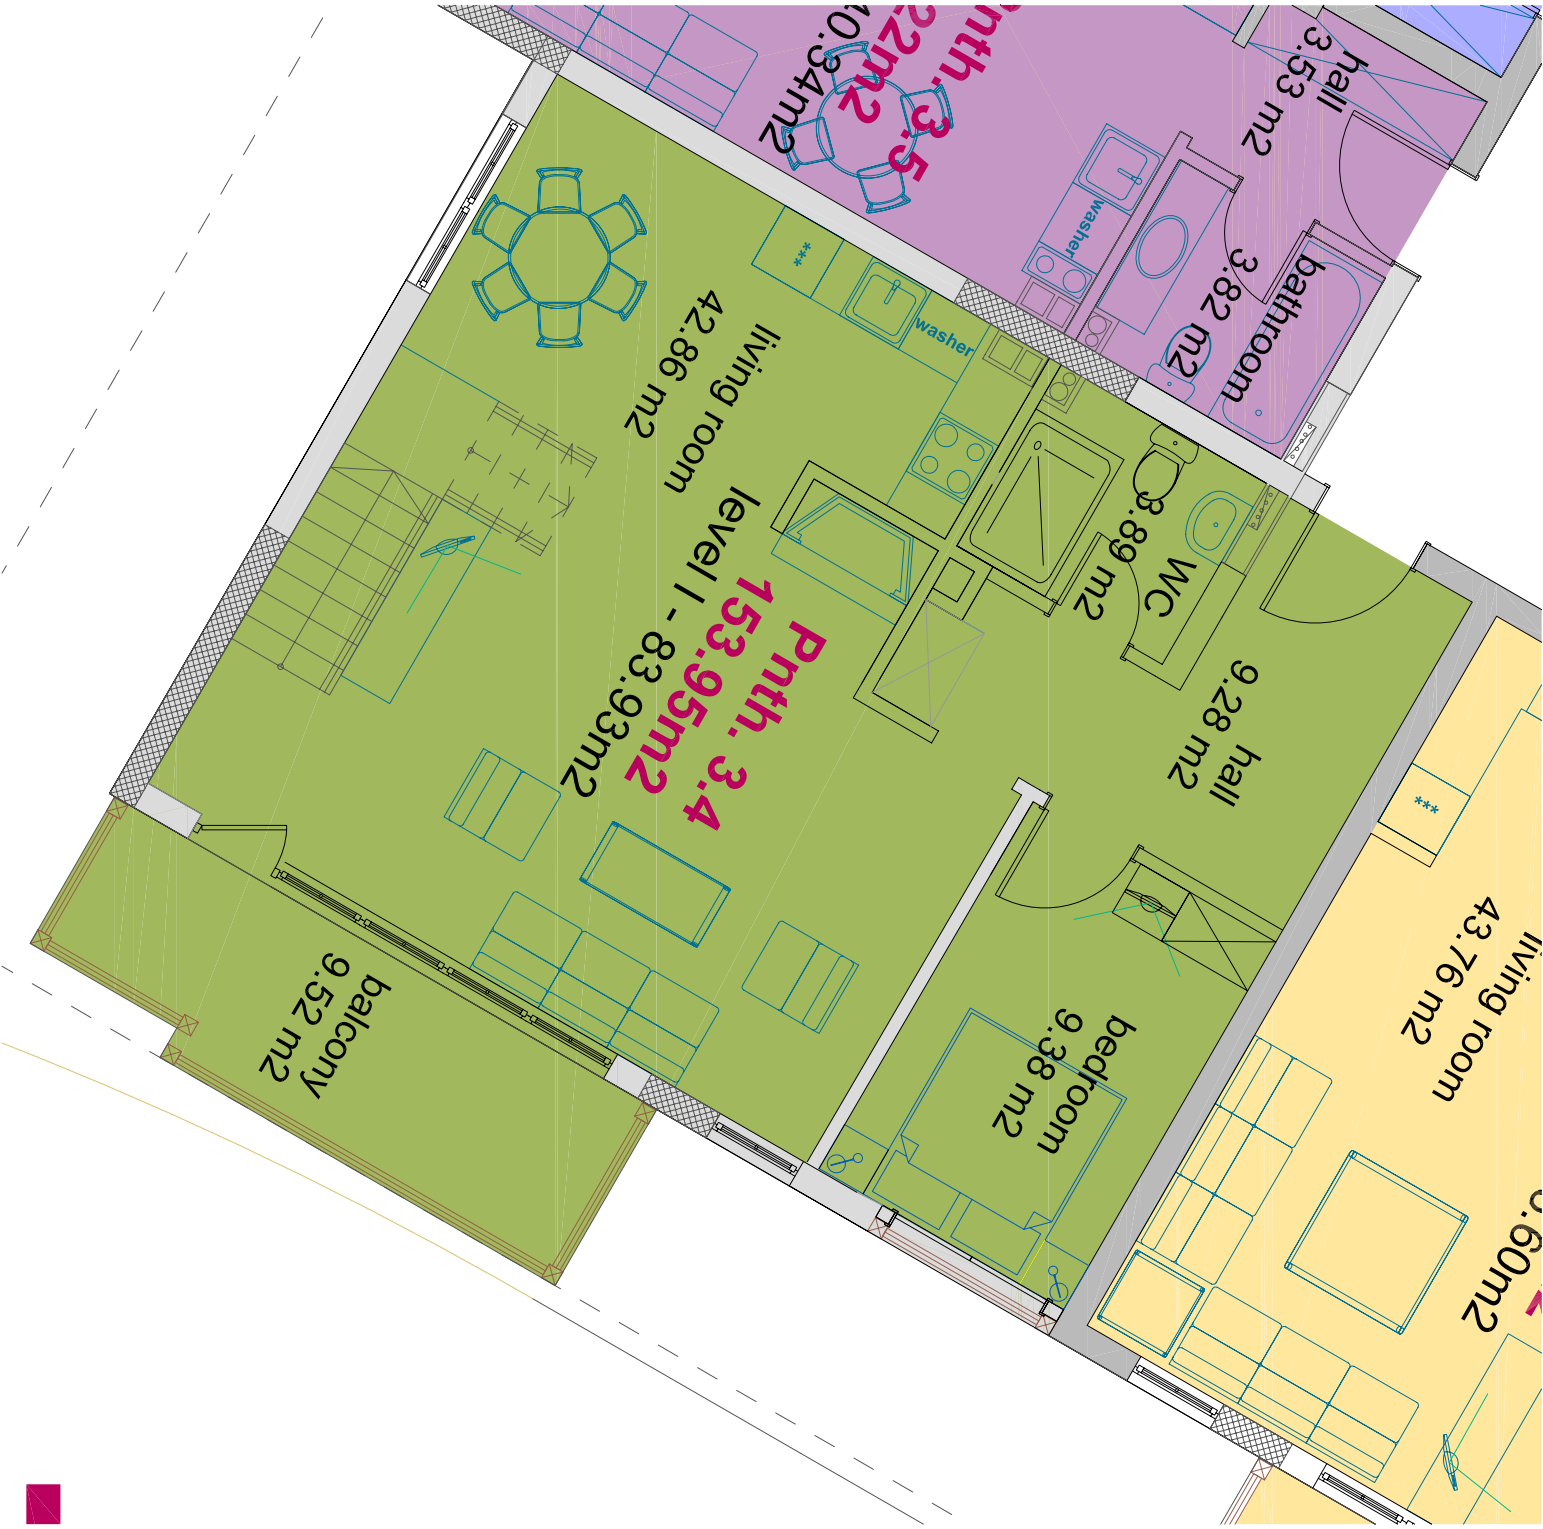 Pnth. 3.5
22m2
40.34m2
hall
3.53 m2
washer
bathroom
3.82 m2
***
washer
living room
42.86 m2
Pnth. 3.4
153.95m2
level I - 83.93m2
WC
3.89 m2
hall
9.28 m2
bedroom
9.38 m2
balcony
9.52 m2
***
living room
43.76 m2
.60m2